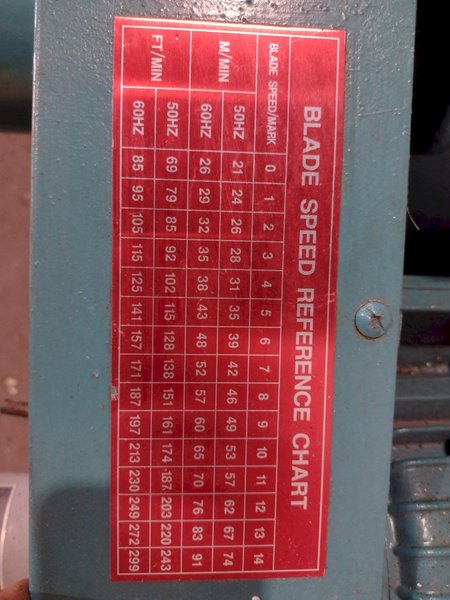 BLADE SPEED REFERENCE CHART
BLADE SPEED/MARK 0 1 2 3 4 5 6 7 8 9 10 11 12 13 14
M/MIN 50HZ 21 24 26 28 31 35 39 42 46 49 53 57 62 67 74
60HZ 26 29 32 35 38 43 48 52 57 60 65 70 76 83 91
FT/MIN 50HZ 69 79 85 92 102 115 128 138 151 161 174 187 203 220 243
60HZ 85 95 105 115 125 141 157 171 187 197 213 230 249 272 299